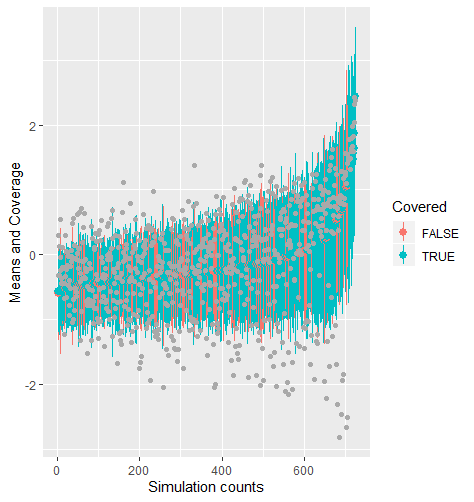 Means and Coverage
2
0
-2
0
200
400
600
Simulation counts
Covered
FALSE
TRUE